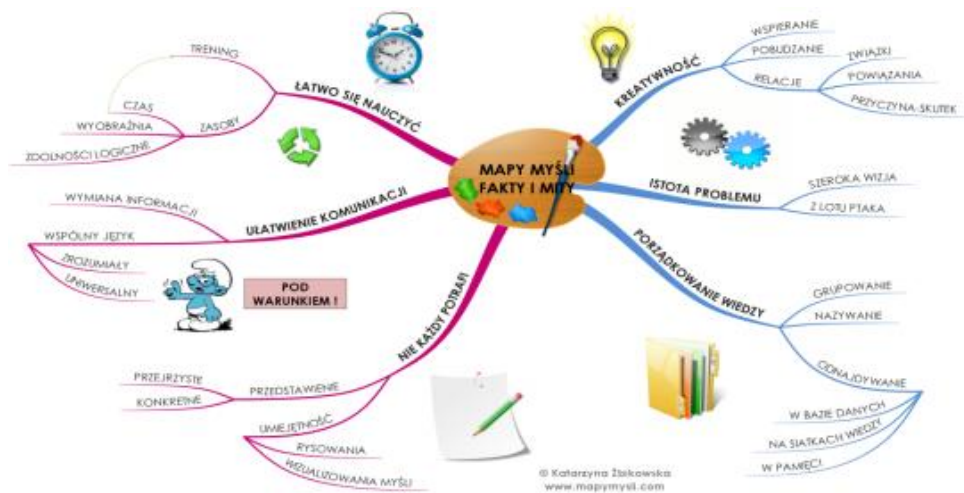 MAPY MYŚLI
FAKTY I MITY
KREATYWNOŚĆ
WSPIERANIE
POBUDZANIE
RELACJE
ZWIĄZKI
POWIĄZANIA
PRZYCZYNA-SKUTEK
ISTOTA PROBLEMU
SZEROKA WIZJA
Z LOTU PTAKA
PORZĄDKOWANIE WIEDZY
GRUPOWANIE
NAZYWANIE
ODNAJDYWANIE
W BAZIE DANYCH
NA SIATKACH WIEDZY
W PAMIĘCI
NIE KAŻDY POTRAFI
PRZEDSTAWIENIE
PRZEJRZYSTE
KONKRETNE
UMIEJĘTNOŚĆ
RYSOWANIA
WIZUALIZOWANIA MYŚLI
UŁATWIENIE KOMUNIKACJI
WYMIANA INFORMACJI
WSPÓLNY JĘZYK
ZROZUMIAŁY
UNIWERSALNY
POD
WARUNKIEM !
ŁATWO SIĘ NAUCZYĆ
TRENING
ZASOBY
CZAS
WYOBRAŹNIA
ZDOLNOŚCI LOGICZNE
© Katarzyna Żbikowska
www.mapymysli.com